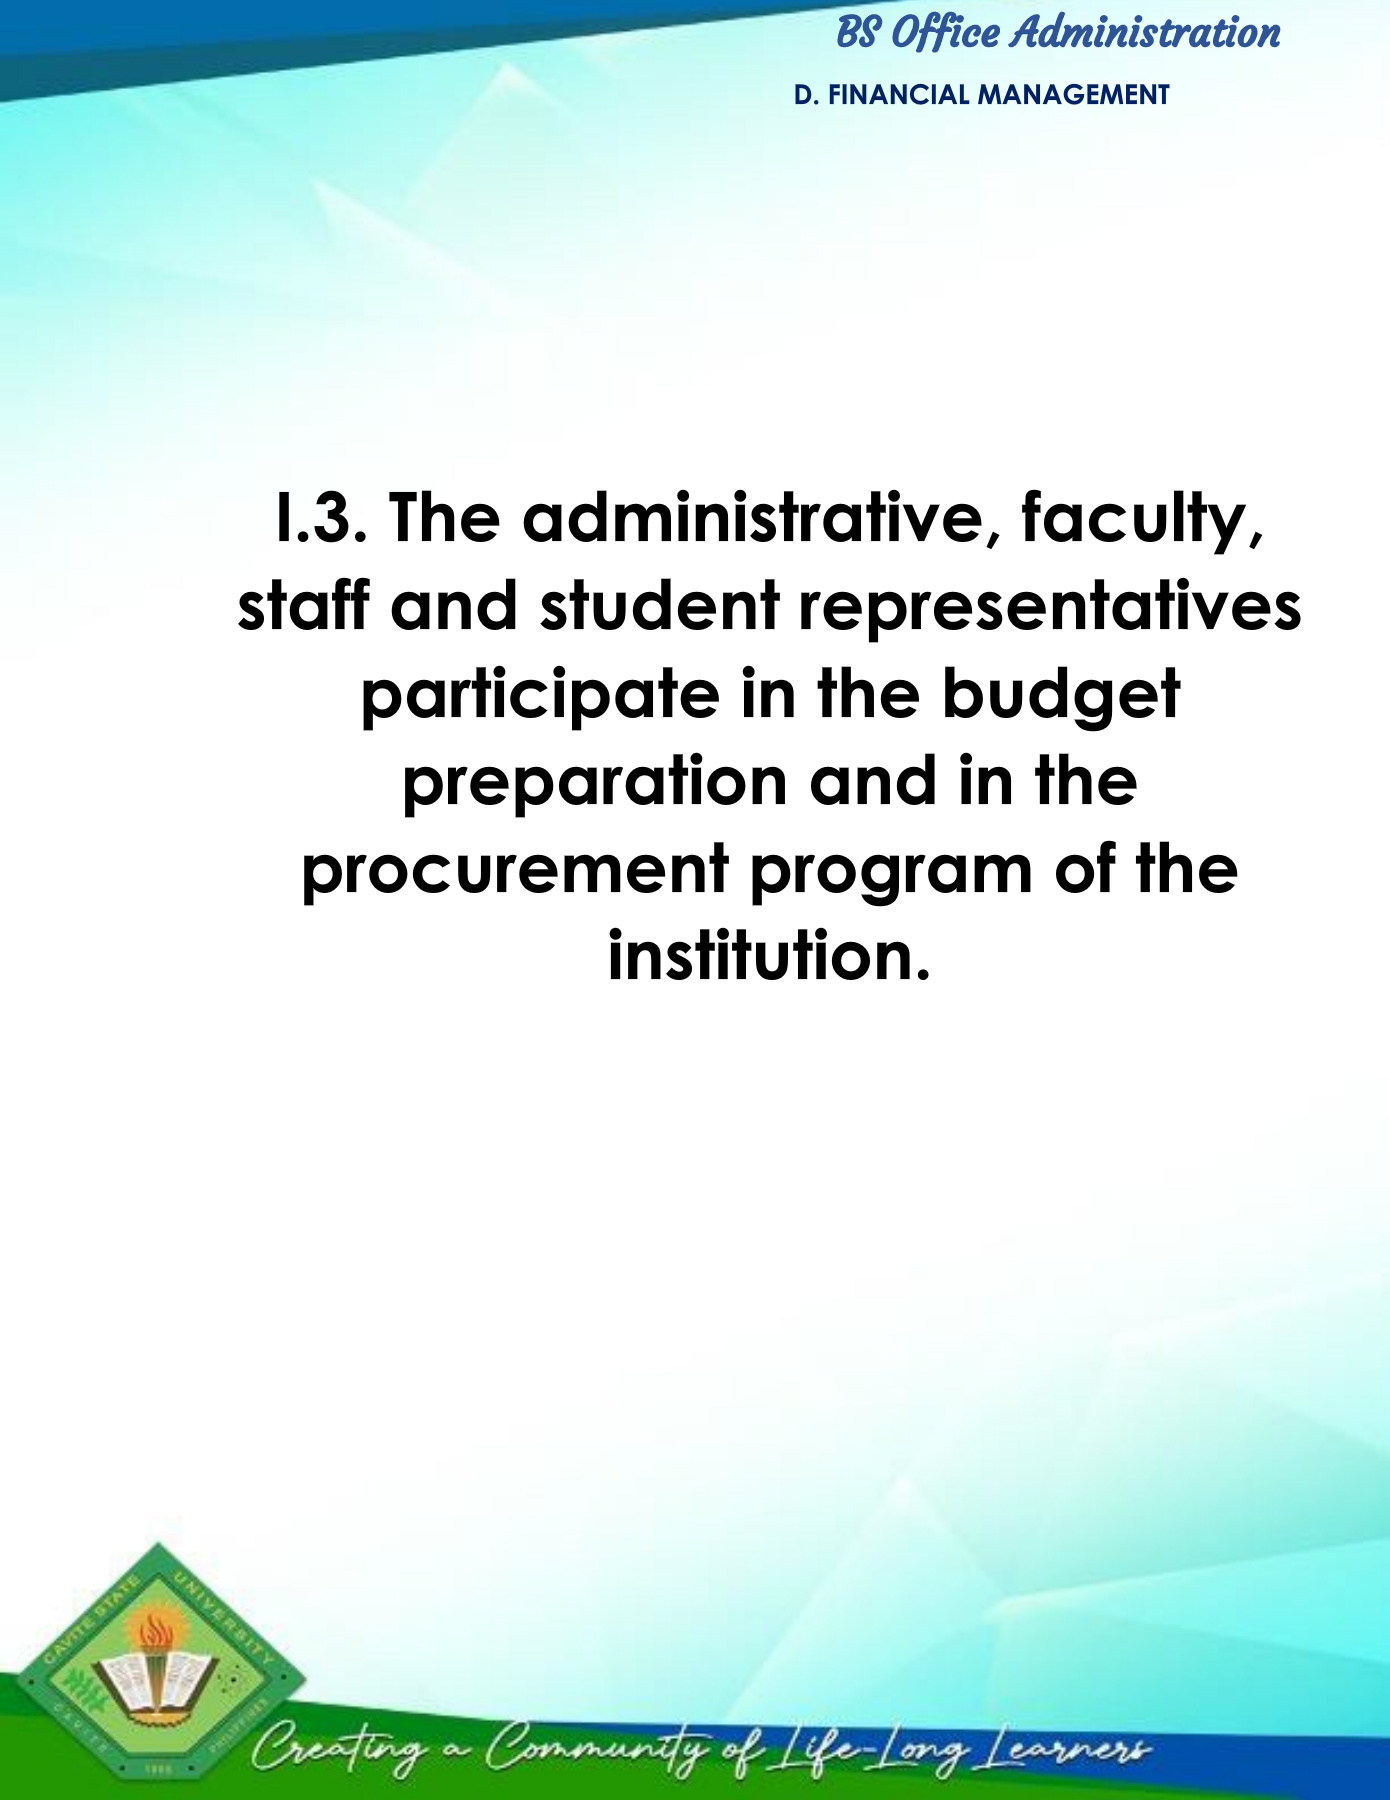 BS Office Administration
D. FINANCIAL MANAGEMENT
I.3. The administrative, faculty,
staff and student representatives
participate in the budget
preparation and in the
procurement program of the
institution.
CAVITE STATE UNIVERSITY
CAVITE
PHILIPPINES
1906
Creating a Community of Life-Long Learners